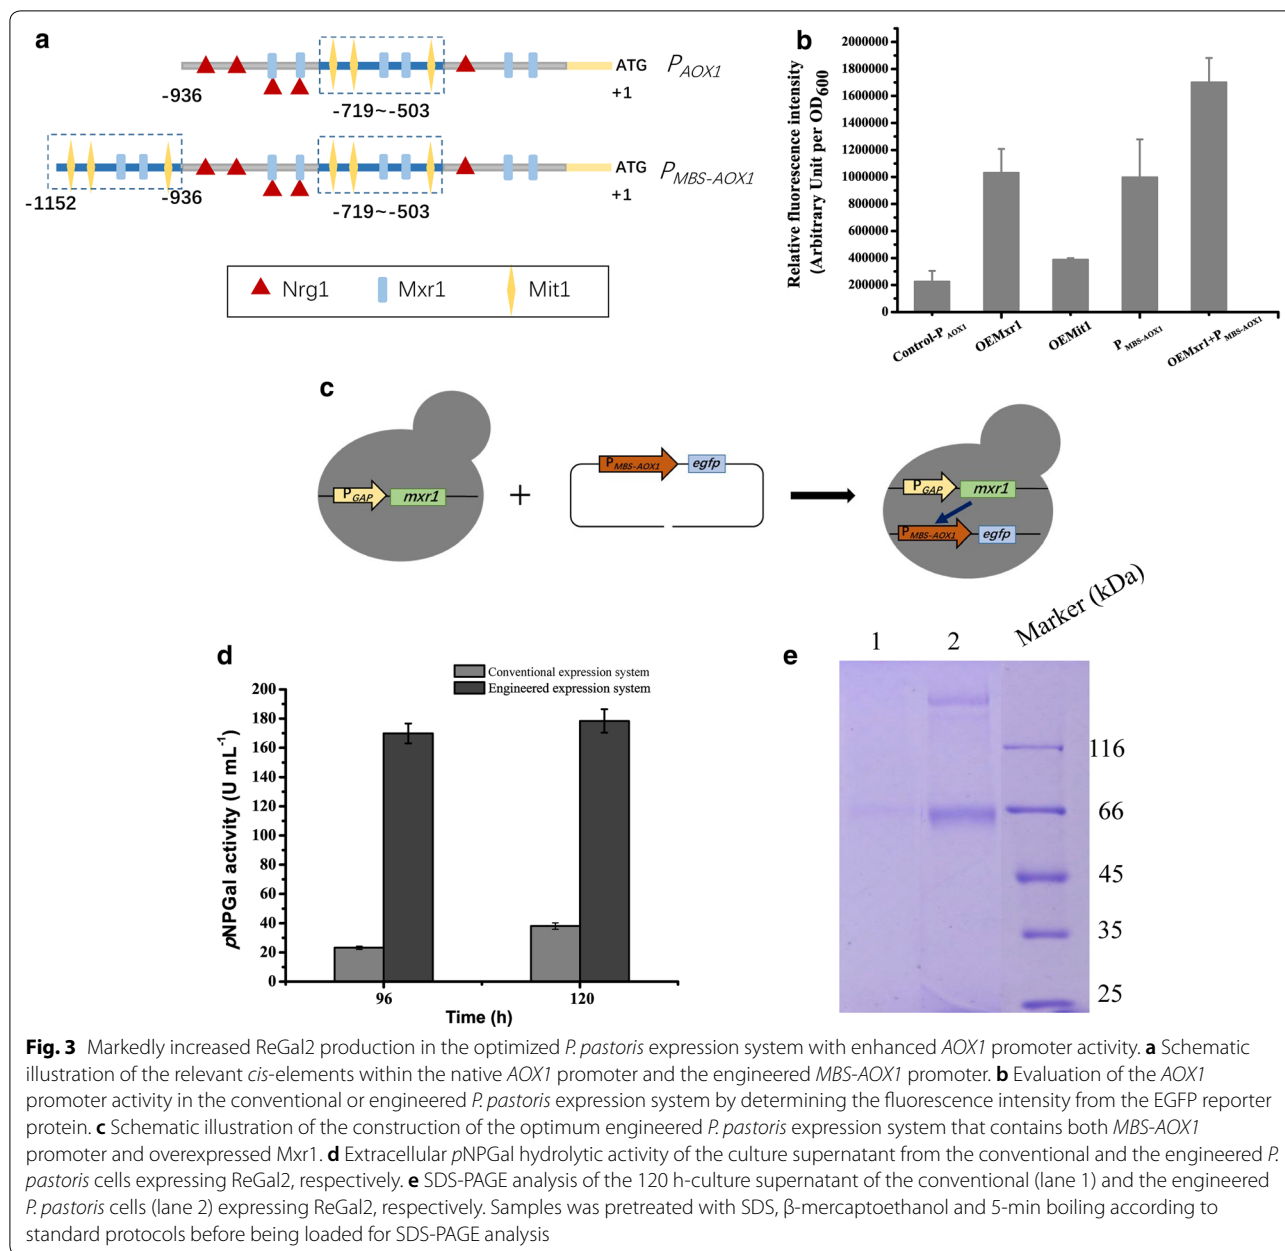 a
ATG
P_AOX1
-936
+1
-719~-503
ATG
P_MBS-AOX1
-1152
-936
-719~-503
+1
Nrg1
Mxr1
Mit1
b
Relative fluorescence intensity
(Arbitrary Unit per OD600
2000000
1800000
1600000
1400000
1200000
1000000
800000
600000
400000
200000
0
Control-P_AOX1
OEMxr1
OEMit1
P_MBS-AOX1
OEMxr1+P_MBS-AOX1
c
P_GAP
mxr1
+
P_MBS-AOX1
egfp
P_GAP
mxr1
P_MBS-AOX1
egfp
d
Conventional expression system
Engineered expression system
pNPGal activity (U mL⁻¹)
200
180
160
140
120
100
80
60
40
20
0
96
120
Time (h)
e
1
2
Marker (kDa)
116
66
45
35
25
Fig. 3 Markedly increased ReGal2 production in the optimized P. pastoris expression system with enhanced AOX1 promoter activity. a Schematic
illustration of the relevant cis-elements within the native AOX1 promoter and the engineered MBS-AOX1 promoter. b Evaluation of the AOX1
promoter activity in the conventional or engineered P. pastoris expression system by determining the fluorescence intensity from the EGFP reporter
protein. c Schematic illustration of the construction of the optimum engineered P. pastoris expression system that contains both MBS-AOX1
promoter and overexpressed Mxr1. d Extracellular pNPGal hydrolytic activity of the culture supernatant from the conventional and the engineered P.
pastoris cells expressing ReGal2, respectively. e SDS-PAGE analysis of the 120 h-culture supernatant of the conventional (lane 1) and the engineered
P. pastoris cells (lane 2) expressing ReGal2, respectively. Samples was pretreated with SDS, β-mercaptoethanol and 5-min boiling according to
standard protocols before being loaded for SDS-PAGE analysis